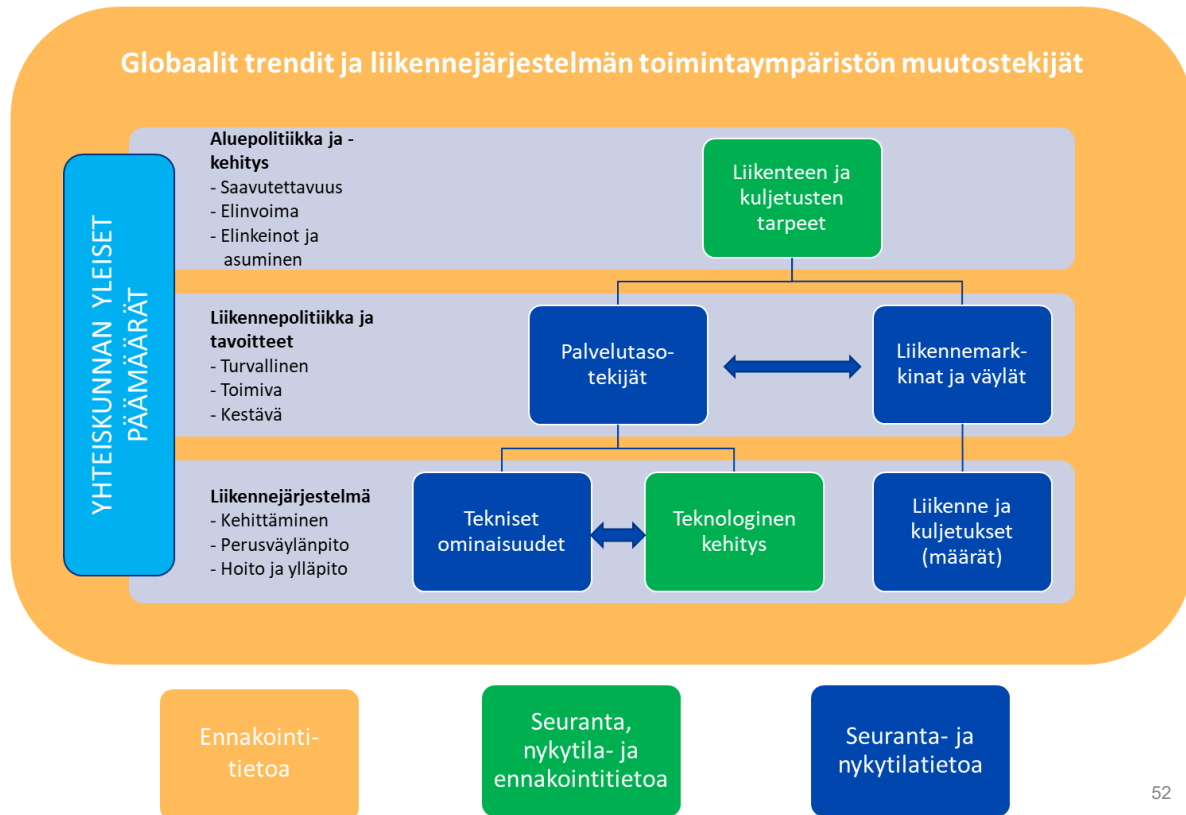 Globaalit trendit ja liikennejärjestelmän toimintaympäristön muutostekijät
YHTEISKUNNAN YLEISET
PÄÄMÄÄRÄT
Aluepolitiikka ja -
kehitys
- Saavutettavuus
- Elinvoima
- Elinkeinot ja
asuminen
Liikenteen ja
kuljetusten
tarpeet
Liikennepolitiikka ja
tavoitteet
- Turvallinen
- Toimiva
- Kestävä
Palvelutaso-
tekijät
Liikennemark-
kinat ja väylät
Liikennejärjestelmä
- Kehittäminen
- Perusväylänpito
- Hoito ja ylläpito
Tekniset
ominaisuudet
Teknologinen
kehitys
Liikenne ja
kuljetukset
(määrät)
Ennakointi-
tietoa
Seuranta,
nykytila- ja
ennakointitietoa
Seuranta- ja
nykytilatietoa
52